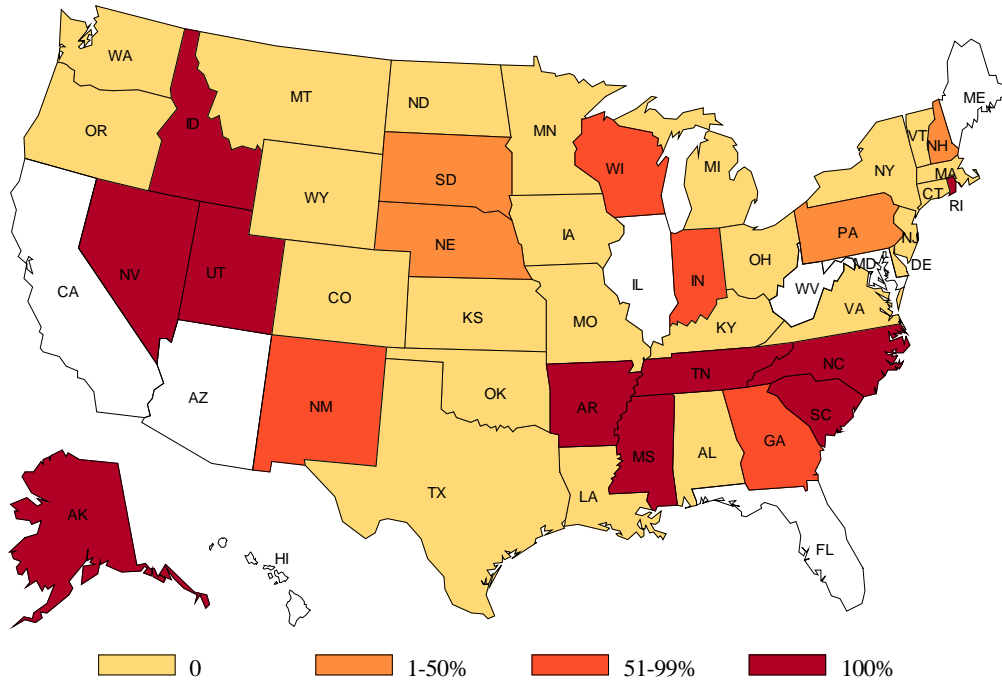 WA
MT
ND
MN
ME
OR
ID
SD
WI
MI
VT
NH
NY
MA
CT
RI
WY
NE
IA
PA
NJ
NV
UT
CO
IL
IN
OH
MD
DE
CA
KS
MO
WV
VA
KY
AZ
NM
OK
AR
TN
NC
SC
MS
AL
GA
TX
LA
AK
HI
FL
0 1-50% 51-99% 100%